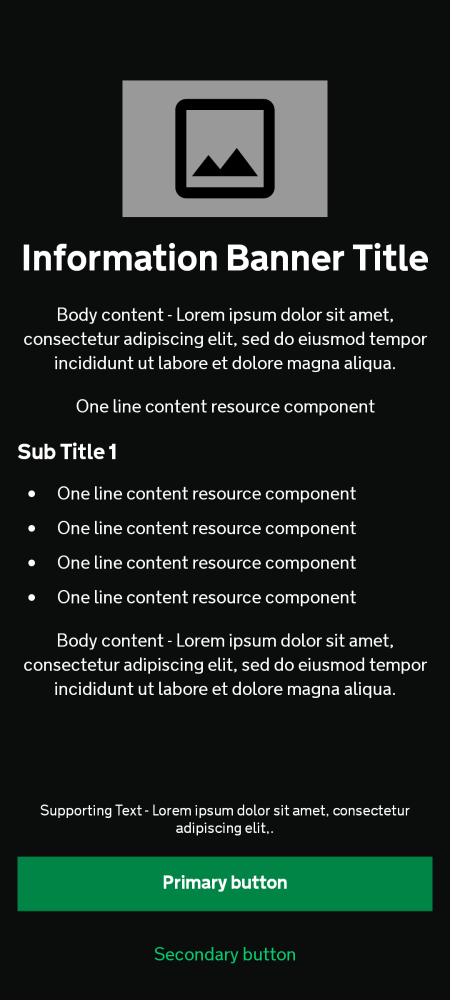 Information Banner Title
Body content - Lorem ipsum dolor sit amet,
consectetur adipiscing elit, sed do eiusmod tempor
incididunt ut labore et dolore magna aliqua.
One line content resource component
Sub Title 1
• One line content resource component
• One line content resource component
• One line content resource component
• One line content resource component
Body content - Lorem ipsum dolor sit amet,
consectetur adipiscing elit, sed do eiusmod tempor
incididunt ut labore et dolore magna aliqua.
Supporting Text - Lorem ipsum dolor sit amet, consectetur
adipiscing elit,.
Primary button
Secondary button